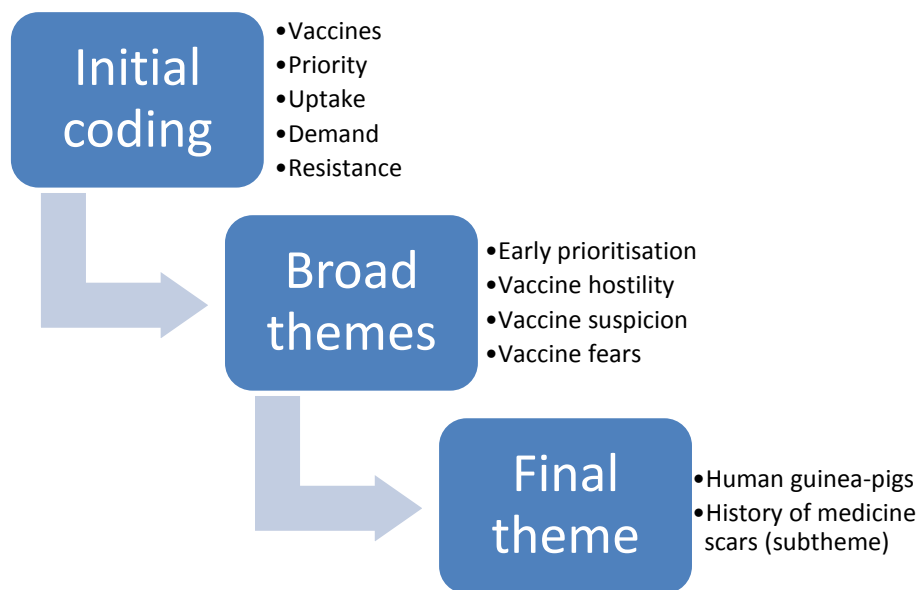 Initial
coding
•Vaccines
•Priority
•Uptake
•Demand
•Resistance
Broad
themes
•Early prioritisation
•Vaccine hostility
•Vaccine suspicion
•Vaccine fears
Final
theme
•Human guinea-pigs
•History of medicine
scars (subtheme)